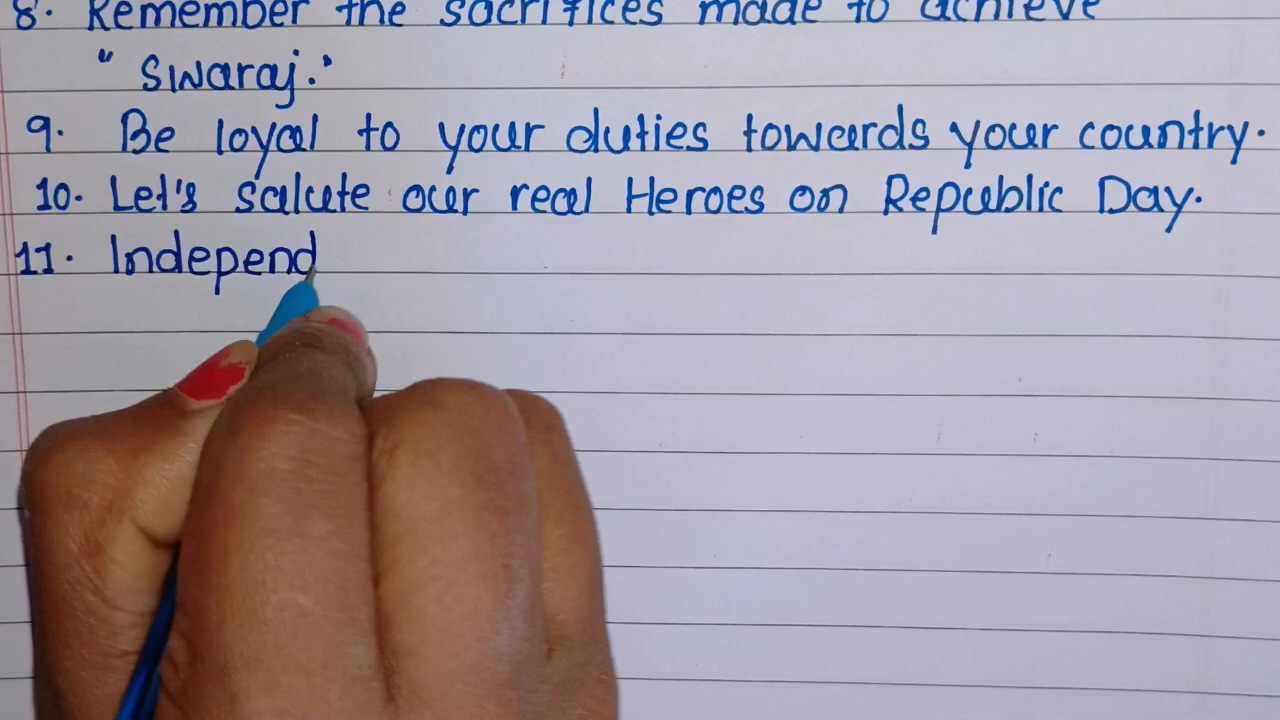 8. Remember the sacrifices made to achieve
" Swaraj."
9. Be loyal to your duties towards your country.
10. Let's salute our real Heroes on Republic Day.
11. Independ